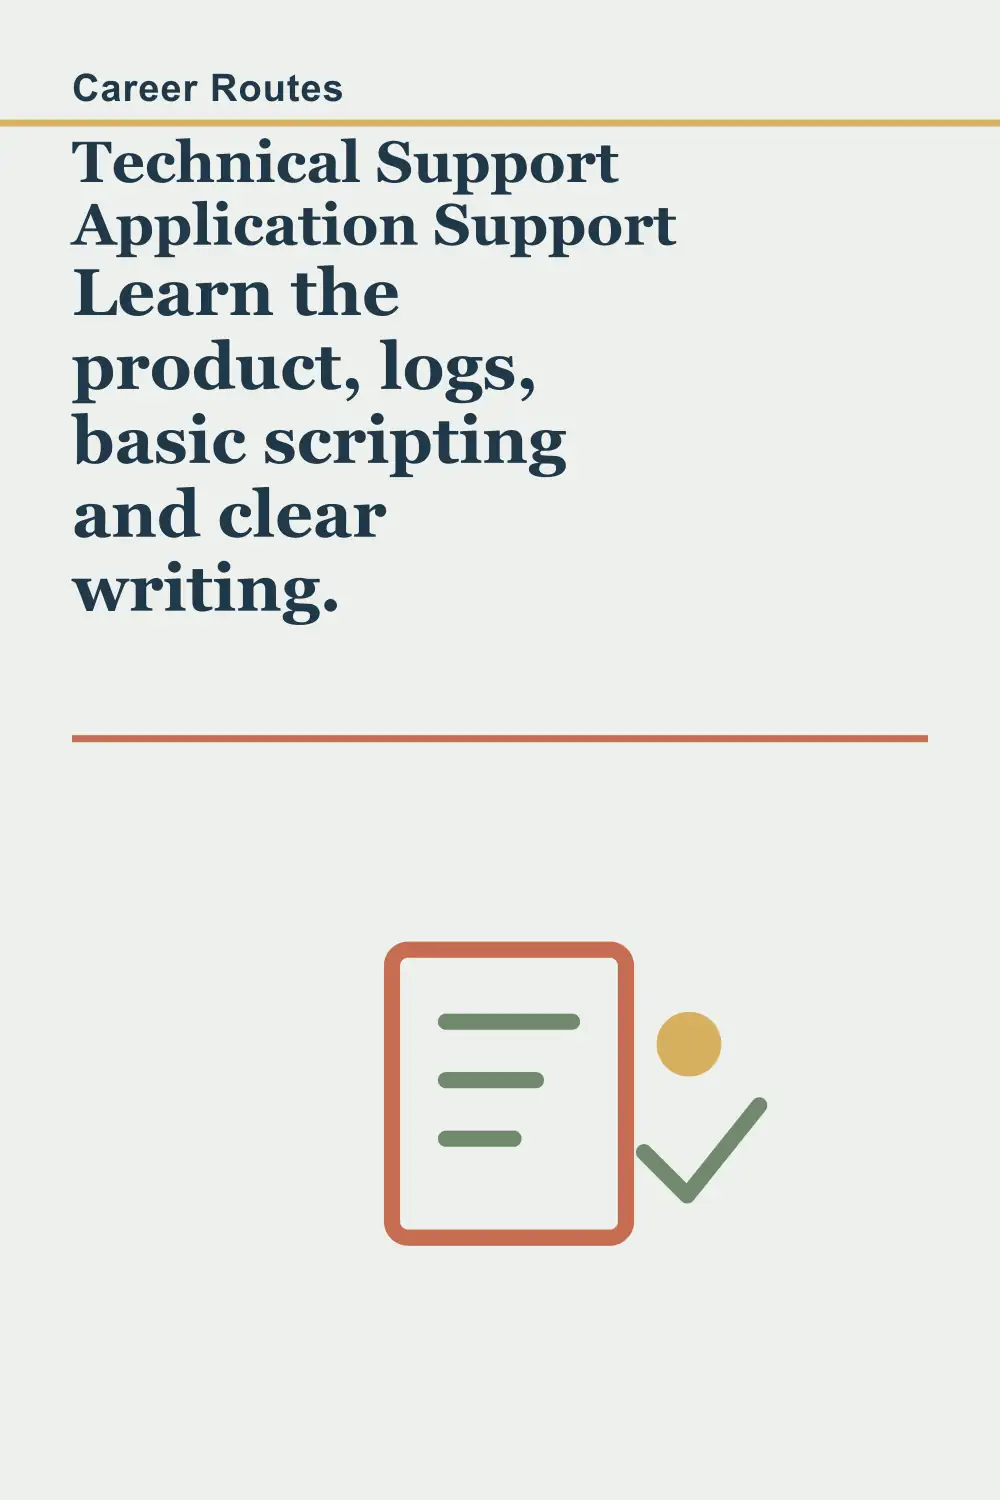 Career Routes
Technical Support
Application Support
Learn the
product, logs,
basic scripting
and clear
writing.